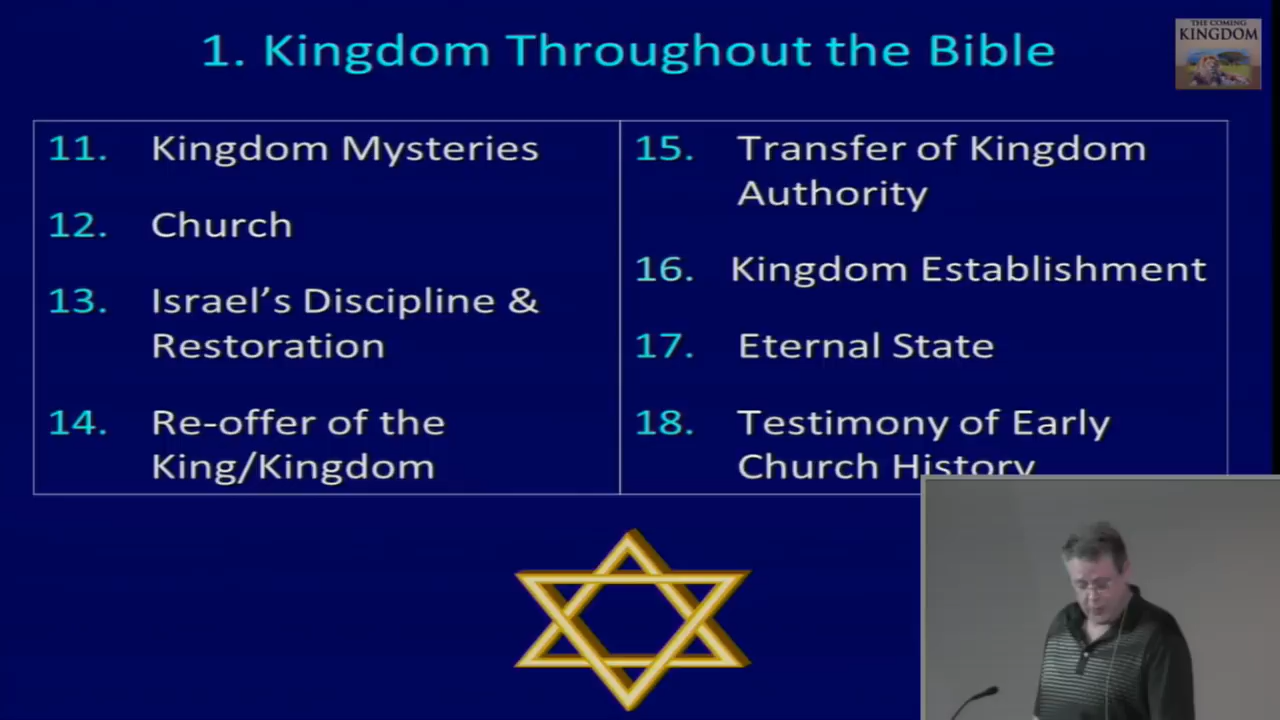 1. Kingdom Throughout the Bible
THE COMING
KINGDOM
11. Kingdom Mysteries
12. Church
13. Israel’s Discipline &
Restoration
14. Re-offer of the
King/Kingdom
15. Transfer of Kingdom
Authority
16. Kingdom Establishment
17. Eternal State
18. Testimony of Early
Church History